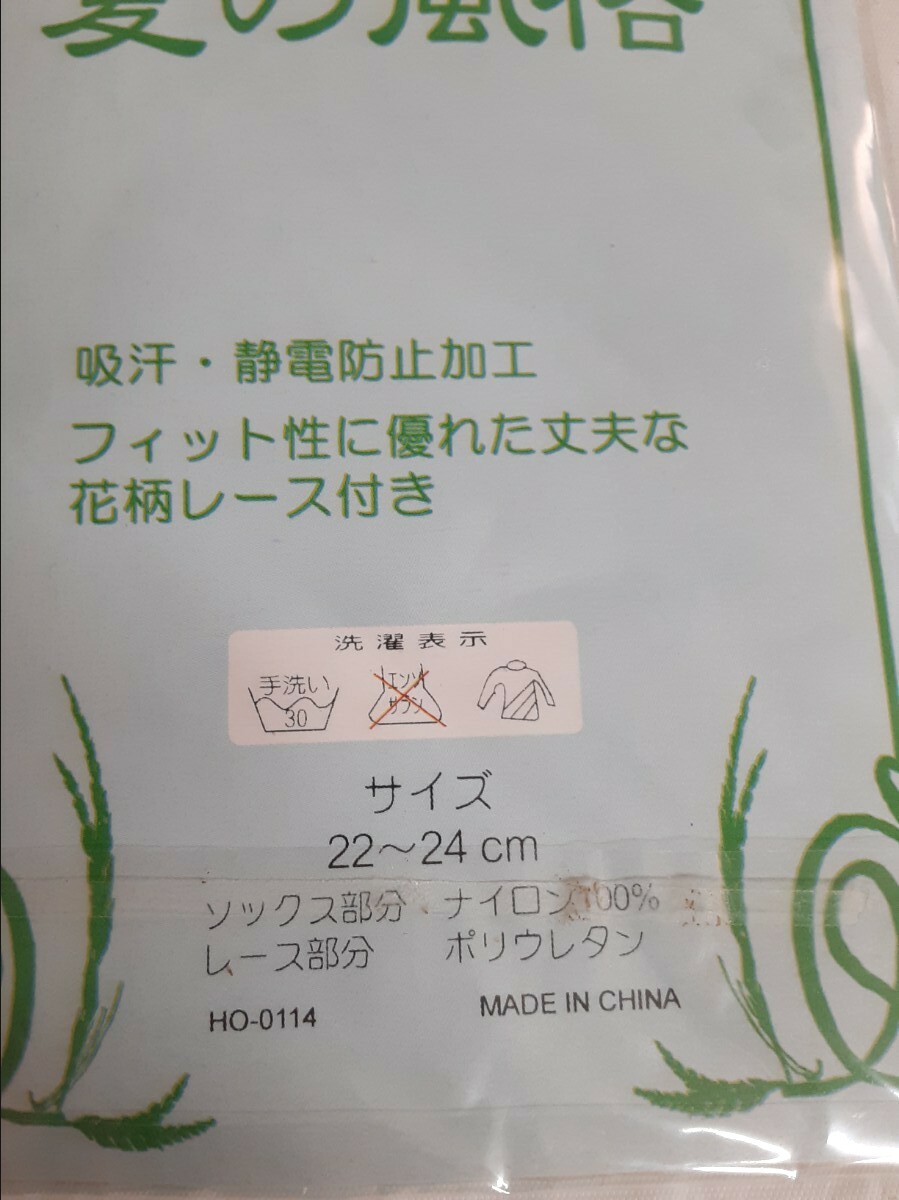 夏の風俗
吸汗・静電防止加工
フィット性に優れた丈夫な
花柄レース付き
洗濯表示
手洗い
30
エンソ
サラシ
サイズ
22〜24 cm
ソックス部分 ナイロン100%
レース部分 ポリウレタン
HO-0114 MADE IN CHINA